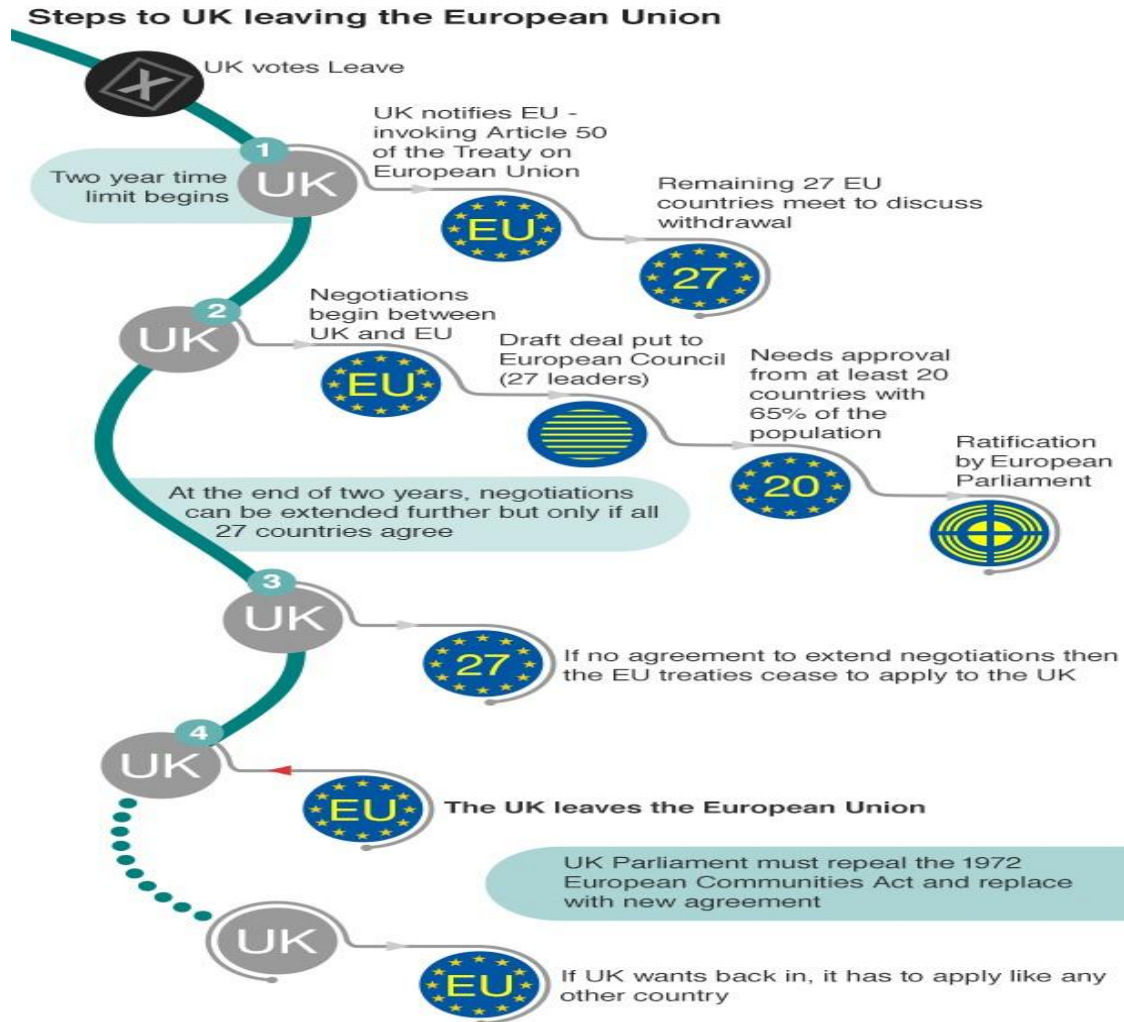 Steps to UK leaving the European Union
UK votes Leave
1
UK
Two year time
limit begins
UK notifies EU -
invoking Article 50
of the Treaty on
European Union
EU
Remaining 27 EU
countries meet to discuss
withdrawal
27
2
UK
Negotiations
begin between
UK and EU
EU
Draft deal put to
European Council
(27 leaders)
Needs approval
from at least 20
countries with
65% of the
population
20
Ratification
by European
Parliament
At the end of two years, negotiations
can be extended further but only if all
27 countries agree
3
UK
27
If no agreement to extend negotiations then
the EU treaties cease to apply to the UK
4
UK
EU
The UK leaves the European Union
UK Parliament must repeal the 1972
European Communities Act and replace
with new agreement
UK
EU
If UK wants back in, it has to apply like any
other country